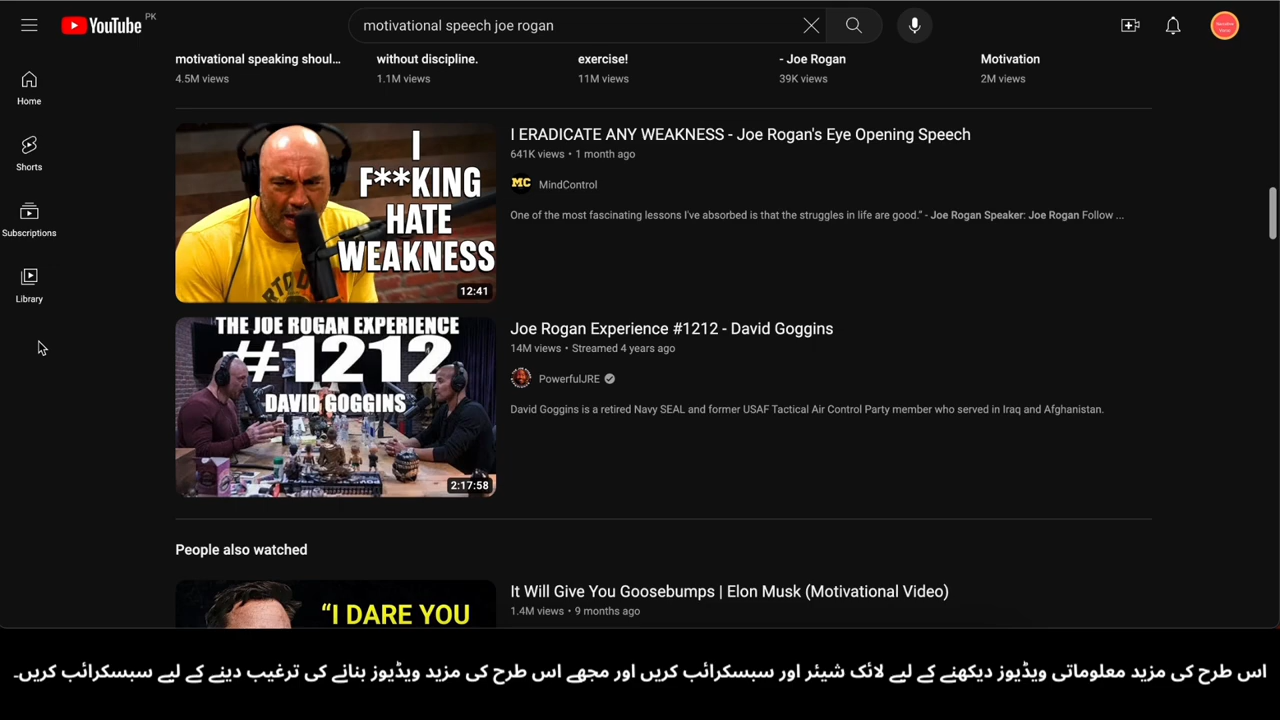 YouTube PK
motivational speech joe rogan
motivational speaking shoul...
4.5M views
without discipline.
1.1M views
exercise!
11M views
- Joe Rogan
39K views
Motivation
2M views
Home
Shorts
Subscriptions
Library
I
F**KING
HATE
WEAKNESS
12:41
I ERADICATE ANY WEAKNESS - Joe Rogan's Eye Opening Speech
641K views • 1 month ago
MC MindControl
One of the most fascinating lessons I've absorbed is that the struggles in life are good." - Joe Rogan Speaker: Joe Rogan Follow ...
THE JOE ROGAN EXPERIENCE
#1212
DAVID GOGGINS
2:17:58
Joe Rogan Experience #1212 - David Goggins
14M views • Streamed 4 years ago
PowerfulJRE
David Goggins is a retired Navy SEAL and former USAF Tactical Air Control Party member who served in Iraq and Afghanistan.
People also watched
“I DARE YOU
It Will Give You Goosebumps | Elon Musk (Motivational Video)
1.4M views • 9 months ago
اس طرح کی مزید معلوماتی ویڈیوز دیکھنے کے لیے لائک شیئر اور سبسکرائب کریں اور مجھے اس طرح کی مزید ویڈیوز بنانے کی ترغیب دینے کے لیے سبسکرائب کریں۔